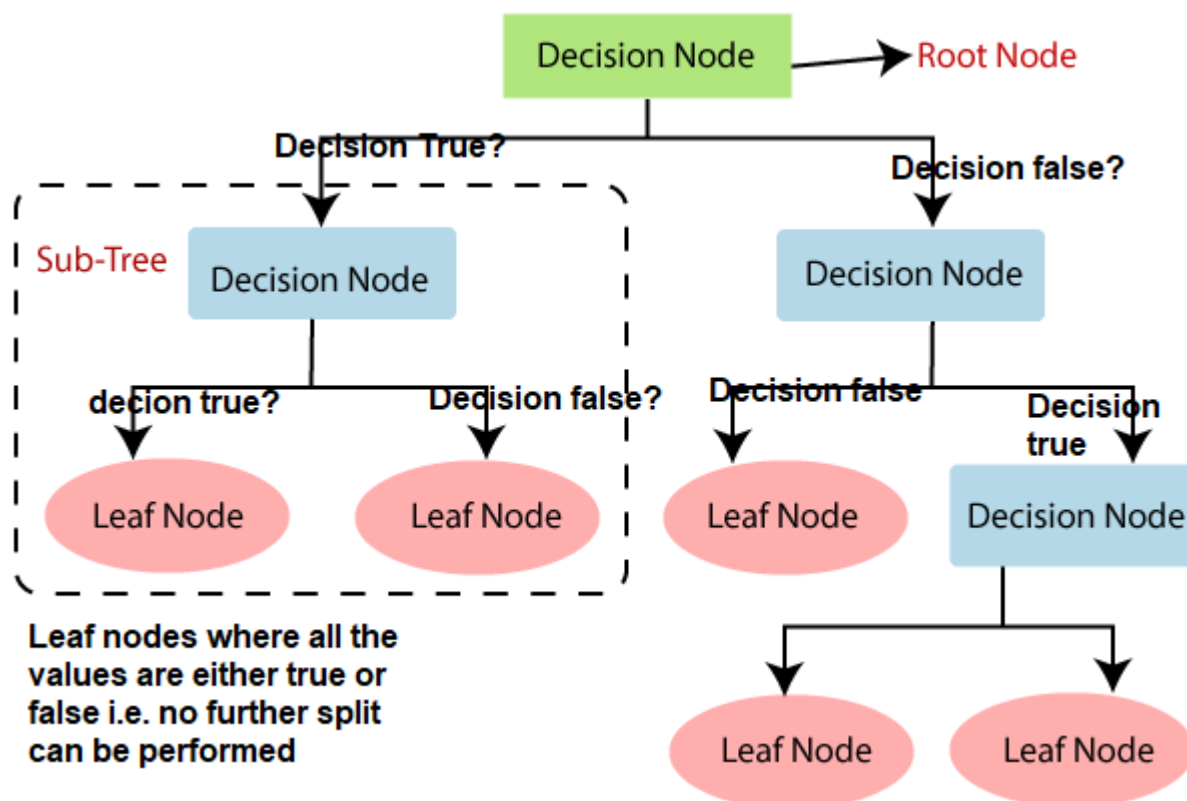 Decision Node
Root Node
Decision True?
Decision false?
Sub-Tree
Decision Node
Decision Node
decion true?
Decision false?
Decision false
Decision
true
Leaf Node
Leaf Node
Leaf Node
Decision Node
Leaf nodes where all the
values are either true or
false i.e. no further split
can be performed
Leaf Node
Leaf Node